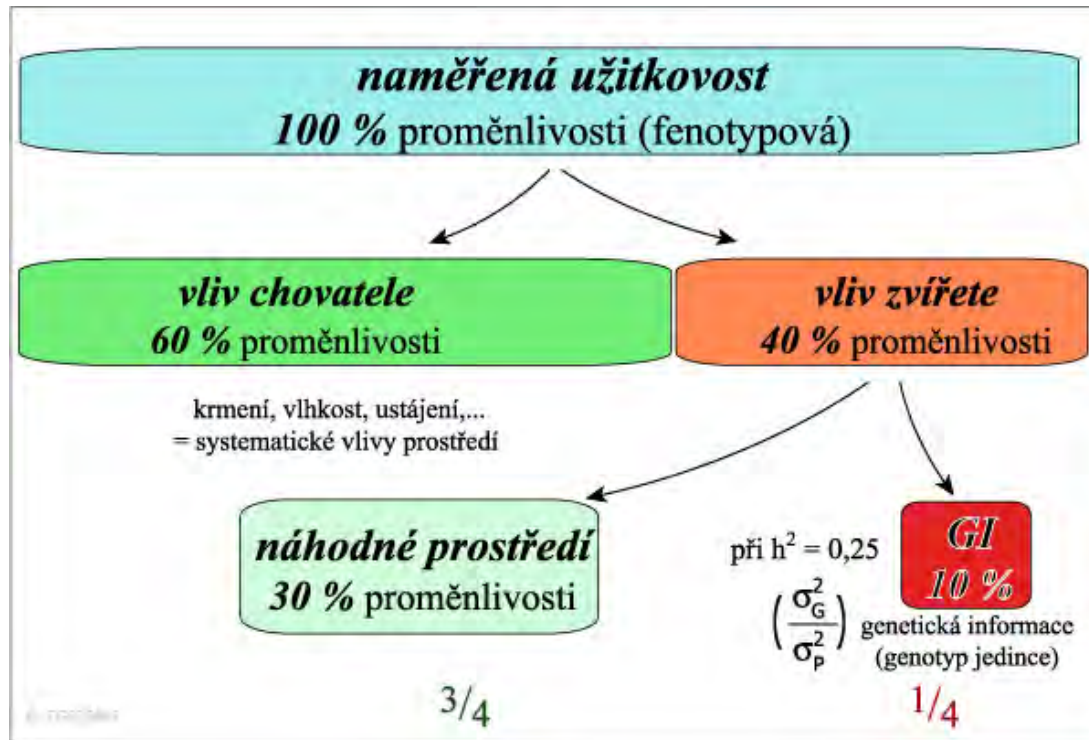 naměřená užitkovost
100 % proměnlivosti (fenotypová)
vliv chovatele
60 % proměnlivosti
vliv zvířete
40 % proměnlivosti
krmení, vlhkost, ustájení,...
= systematické vlivy prostředí
náhodné prostředí
30 % proměnlivosti
při h² = 0,25
(σ²G / σ²P)
GI
10 %
genetická informace
(genotyp jedince)
3/4
1/4